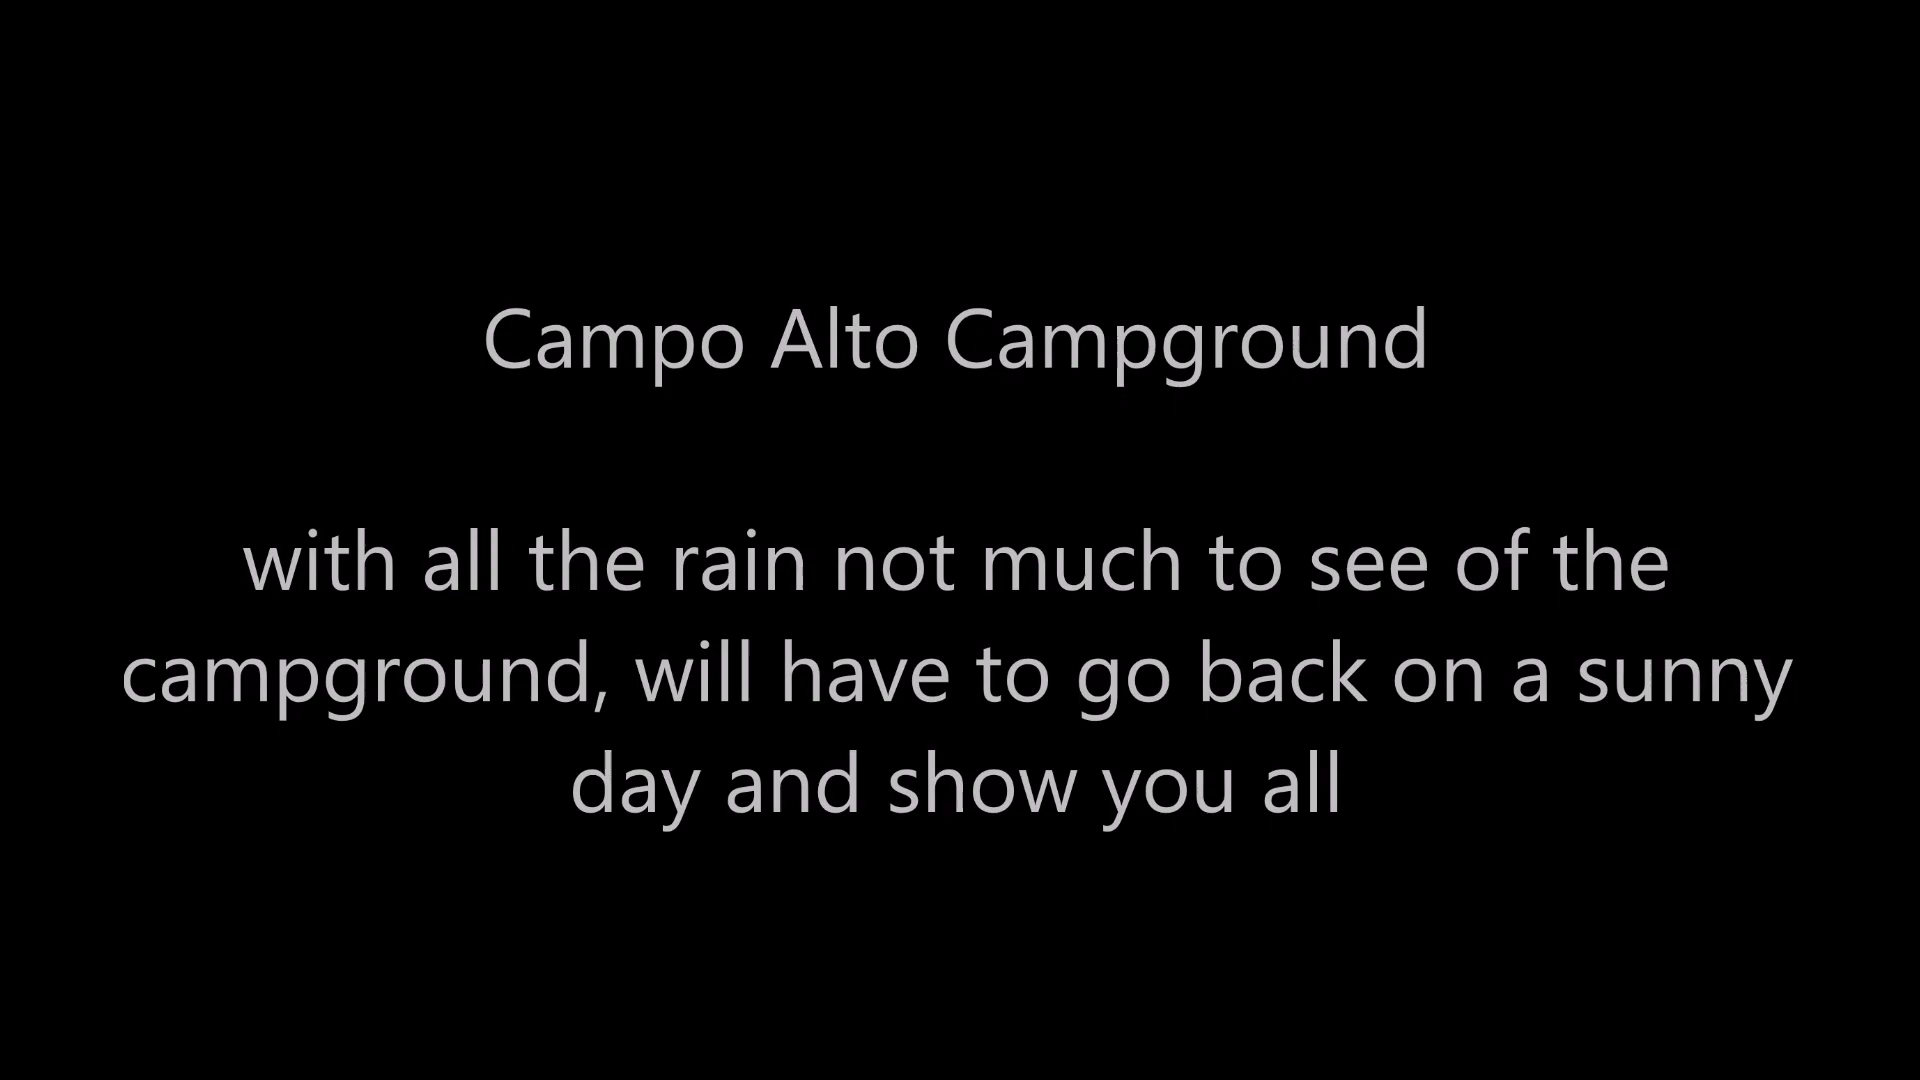 Campo Alto Campground
with all the rain not much to see of the
campground, will have to go back on a sunny
day and show you all